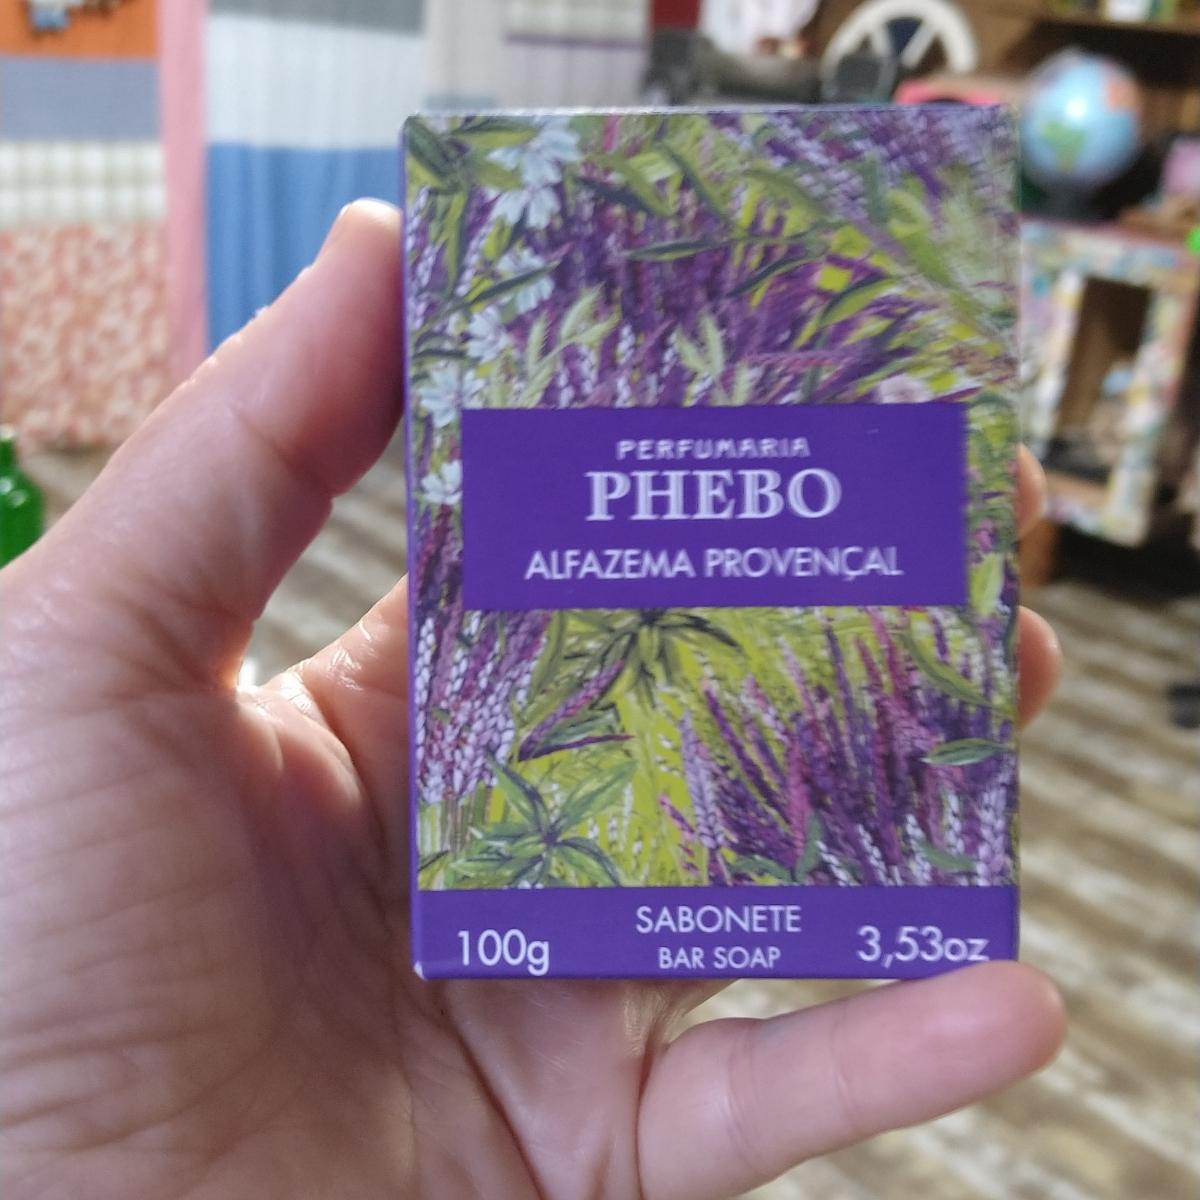 PERFUMARIA
PHEBO
ALFAZEMA PROVENÇAL
100g
SABONETE
BAR SOAP
3,53oz